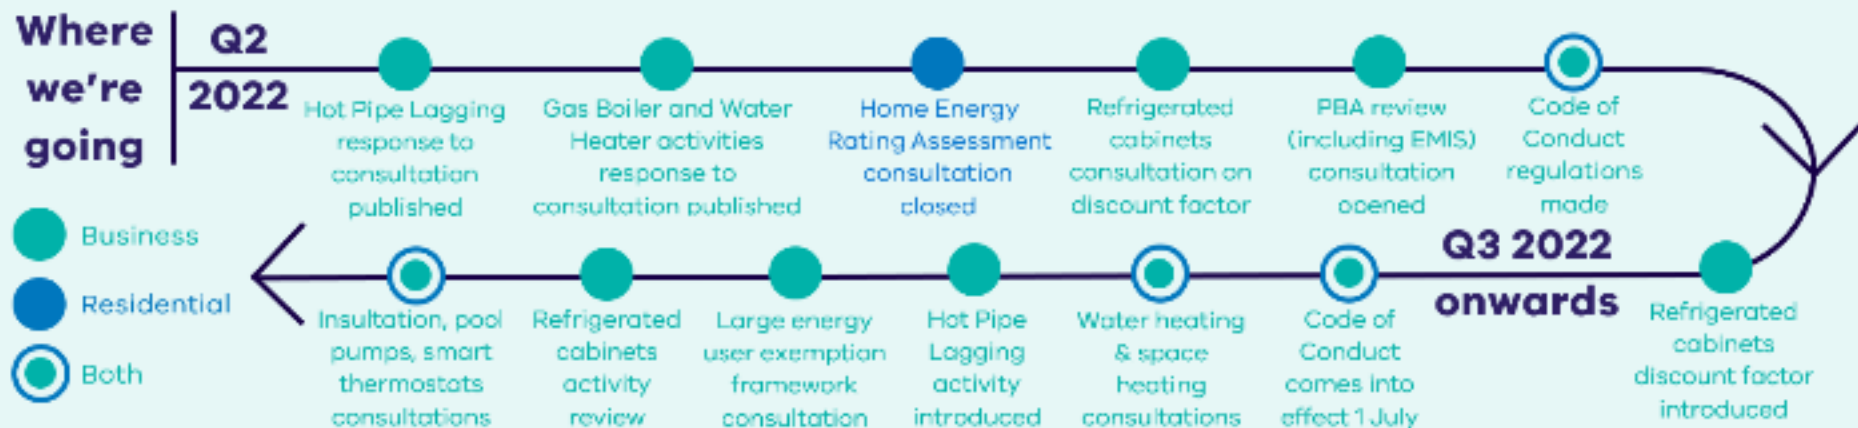 Where
we're
going
Q2
2022
Hot Pipe Lagging
response to
consultation
published
Gas Boiler and Water
Heater activities
response to
consultation published
Home Energy
Rating Assessment
consultation
closed
Refrigerated
cabinets
consultation on
discount factor
PBA review
(including EMIS)
consultation
opened
Code of
Conduct
regulations
made
Business
Residential
Both
Q3 2022
onwards
Refrigerated
cabinets
discount factor
introduced
Code of
Conduct
comes into
effect 1 July
Water heating
& space
heating
consultations
Hot Pipe
Lagging
activity
introduced
Large energy
user exemption
framework
consultation
Refrigerated
cabinets
activity
review
Insultation, pool
pumps, smart
thermostats
consultations